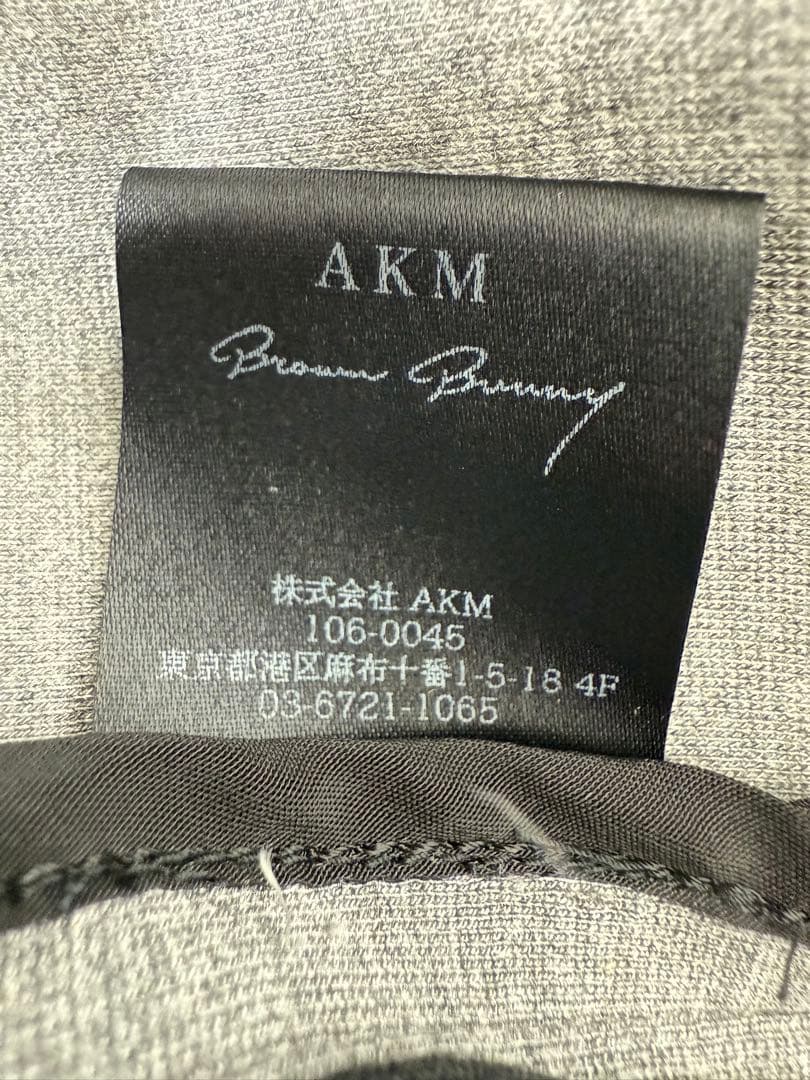 AKM
Brown Bunny
株式会社 AKM
106-0045
東京都港区麻布十番1-5-18 4F
03-6721-1065